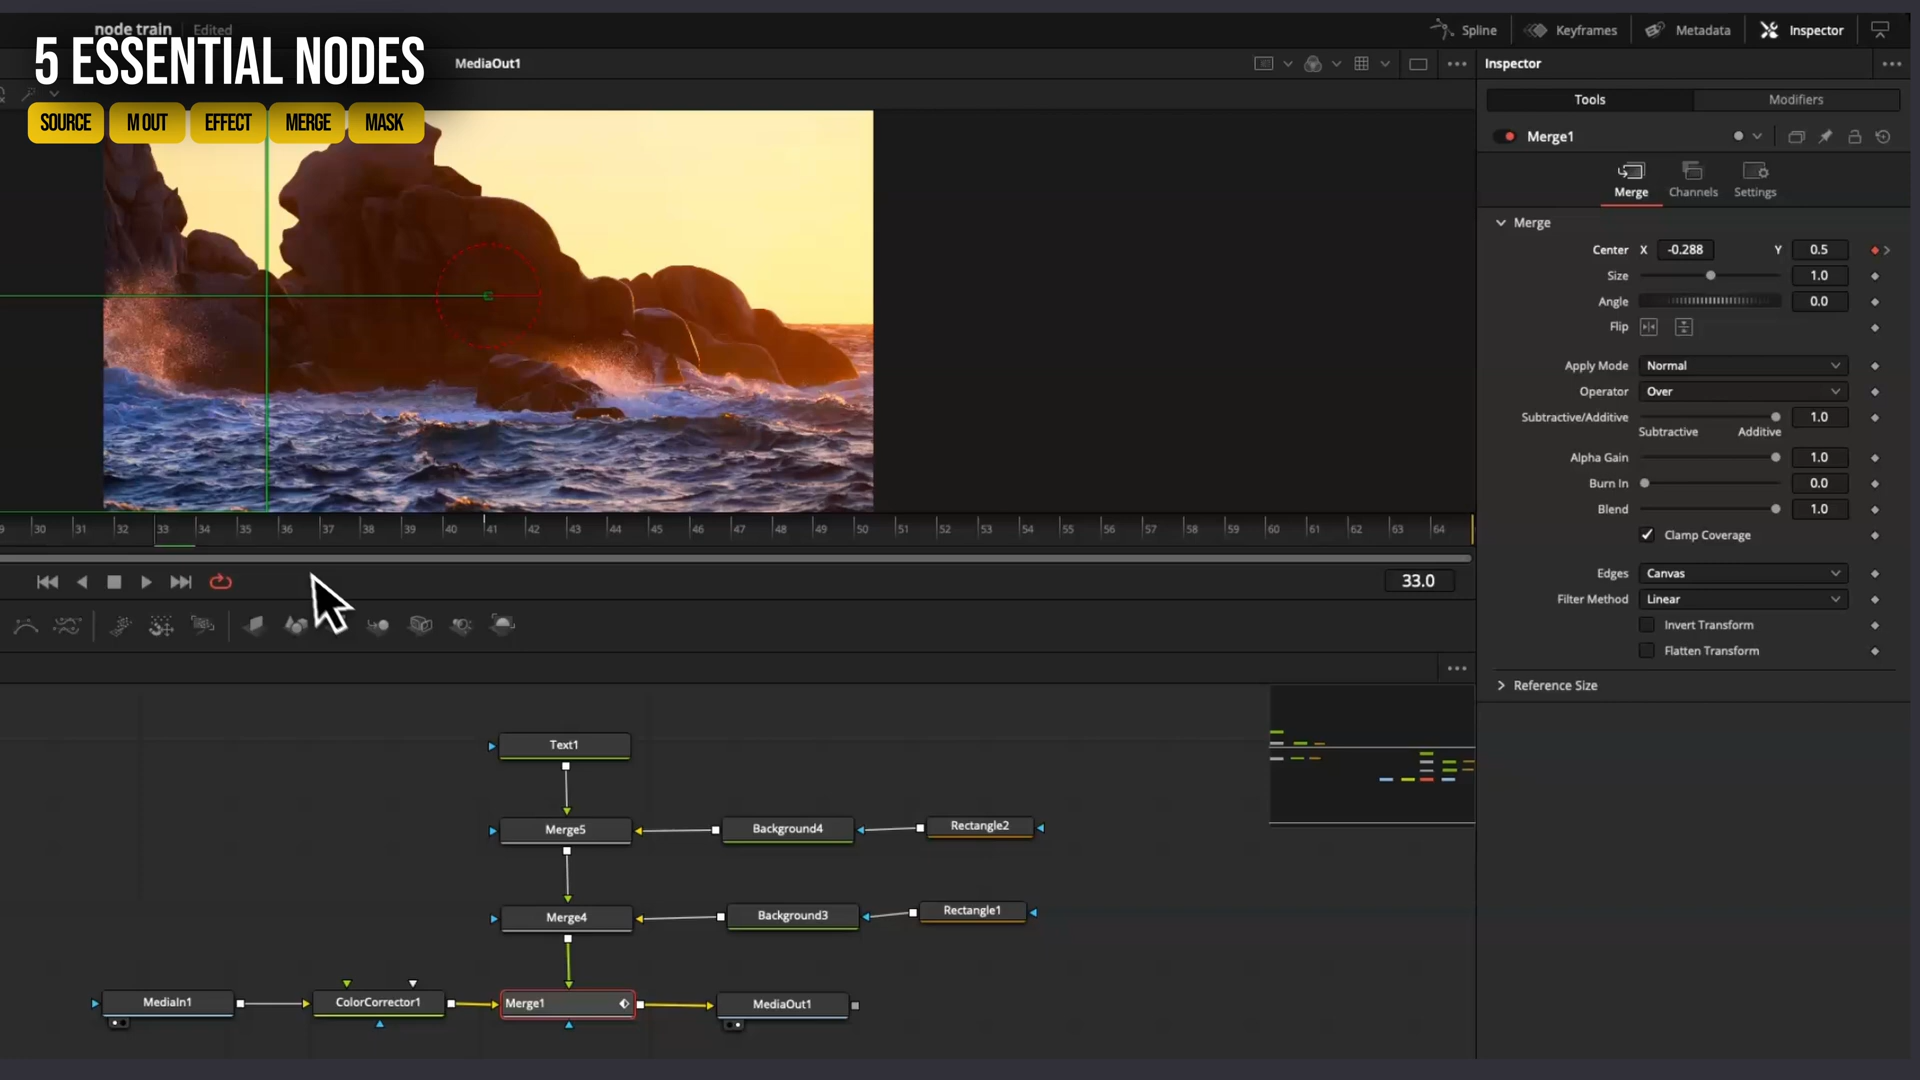 node train
Edited
Spline
Keyframes
Metadata
Inspector
5 ESSENTIAL NODES
MediaOut1
Inspector
SOURCE
M OUT
EFFECT
MERGE
MASK
Tools
Modifiers
Merge1
Merge
Channels
Settings
Merge
Center X -0.288 Y 0.5
Size 1.0
Angle 0.0
Flip
Apply Mode Normal
Operator Over
Subtractive/Additive 1.0
Subtractive Additive
Alpha Gain 1.0
Burn In 0.0
Blend 1.0
Clamp Coverage
Edges Canvas
Filter Method Linear
Invert Transform
Flatten Transform
Reference Size
30 31 32 33 34 35 36 37 38 39 40 41 42 43 44 45 46 47 48 49 50 51 52 53 54 55 56 57 58 59 60 61 62 63 64
33.0
Text1
Merge5
Background4
Rectangle2
Merge4
Background3
Rectangle1
MediaIn1
ColorCorrector1
Merge1
MediaOut1